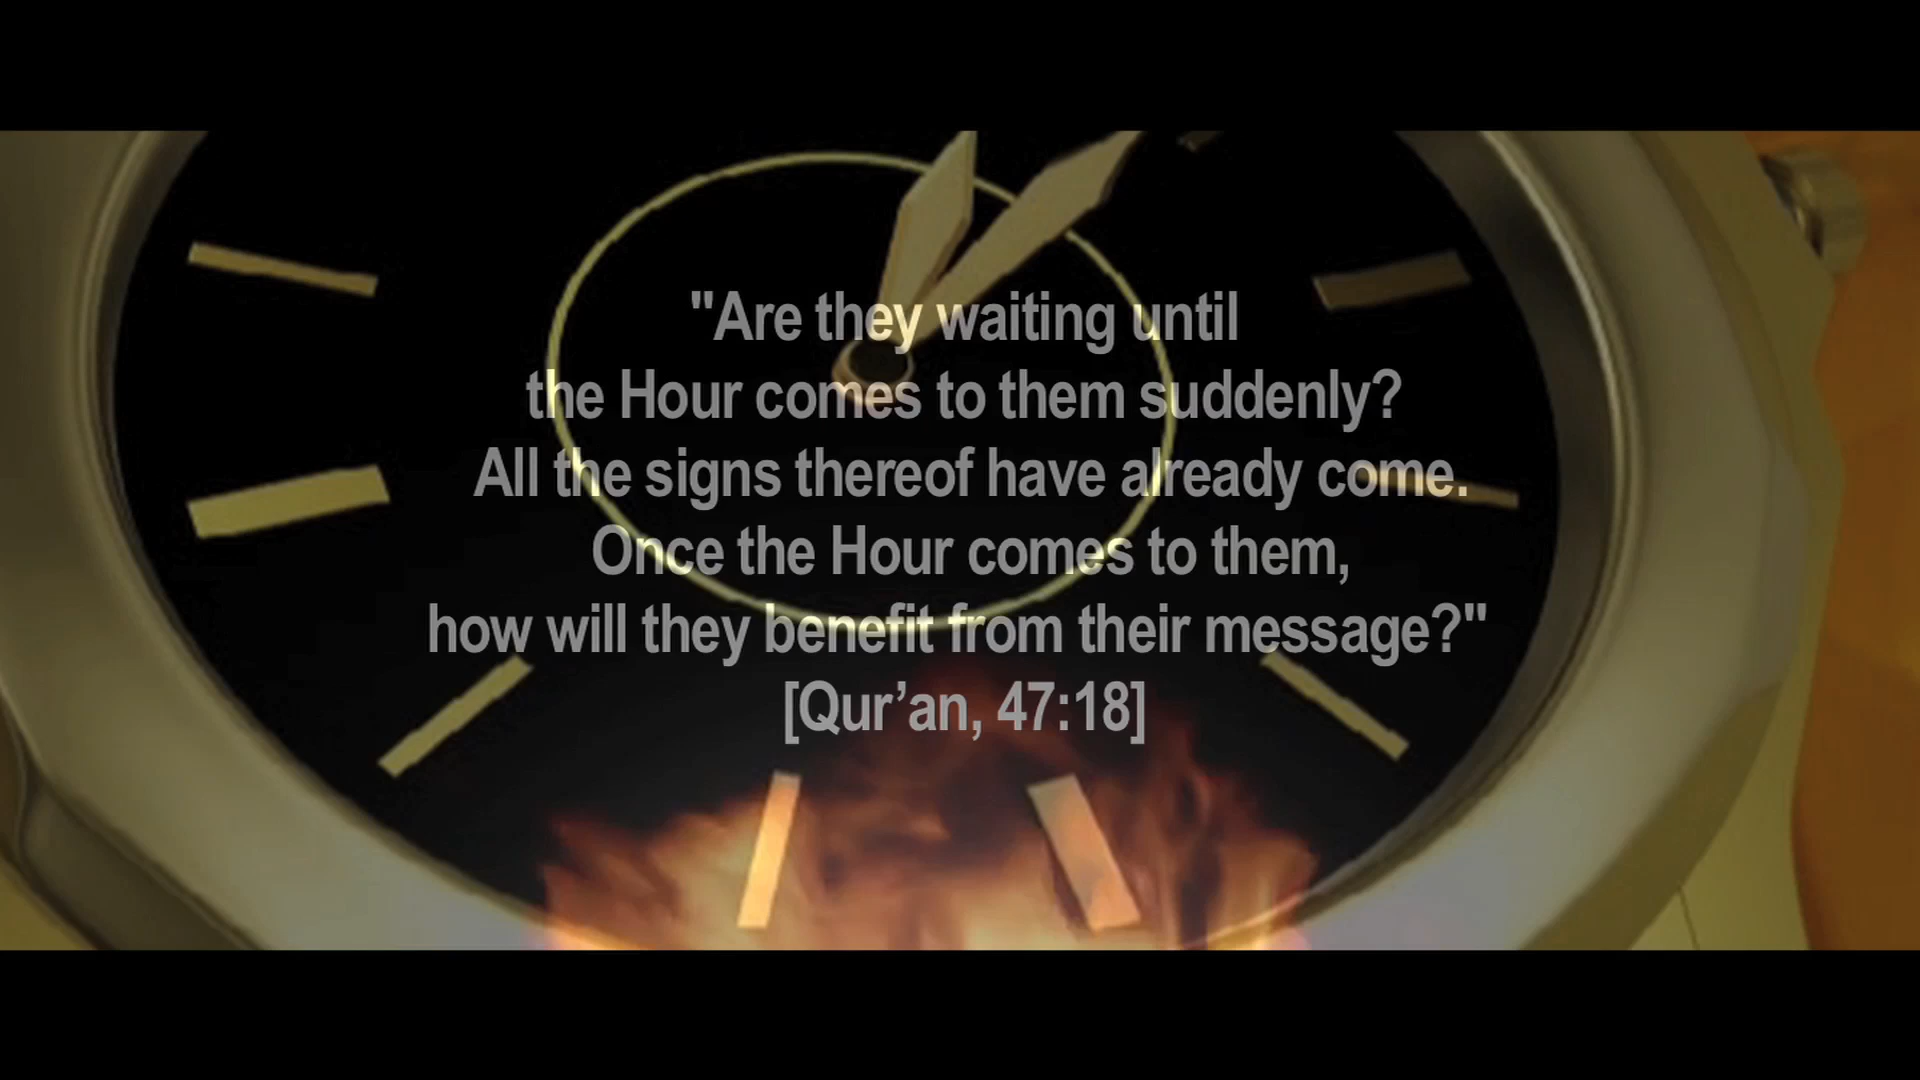 "Are they waiting until
the Hour comes to them suddenly?
All the signs thereof have already come.
Once the Hour comes to them,
how will they benefit from their message?"
[Qur’an, 47:18]